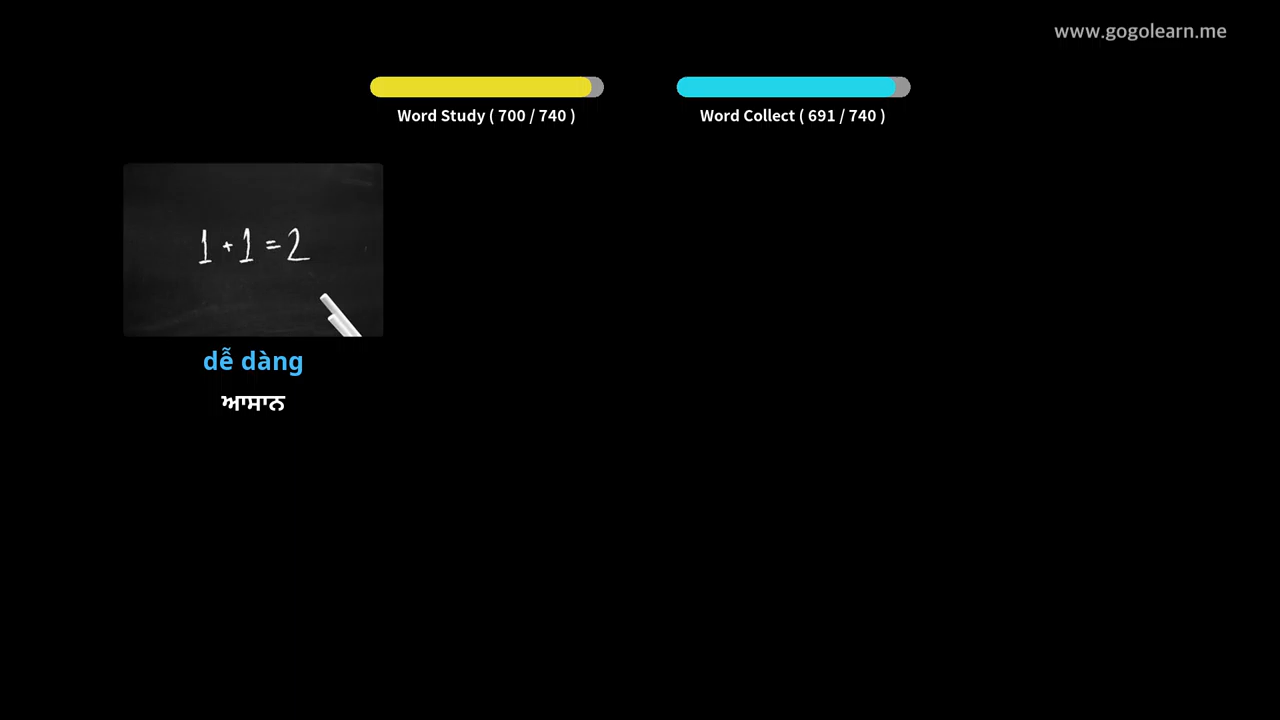 www.gogolearn.me
Word Study ( 700 / 740 )
Word Collect ( 691 / 740 )
1 + 1 = 2
dễ dàng
ਆਸਾਨ